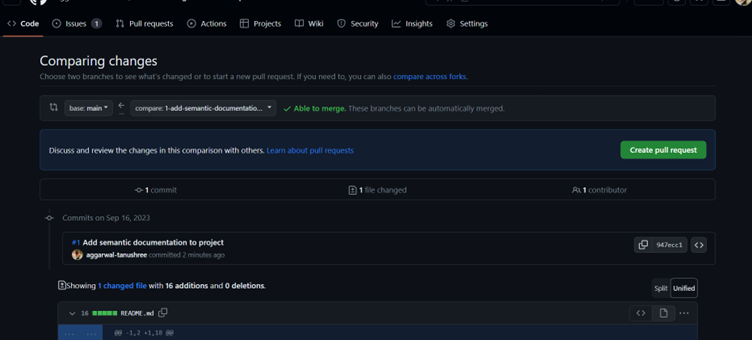 Code Issues 1 Pull requests Actions Projects Wiki Security Insights Settings
Comparing changes
Choose two branches to see what's changed or to start a new pull request. If you need to, you can also compare across forks.
base: main compare: 1-add-semantic-documentatio... Able to merge. These branches can be automatically merged.
Discuss and review the changes in this comparison with others. Learn about pull requests Create pull request
1 commit 1 file changed 1 contributor
Commits on Sep 16, 2023
#1 Add semantic documentation to project
947ecc1
aggarwal-tanushree committed 2 minutes ago
Showing 1 changed file with 16 additions and 0 deletions.
Split Unified
16 README.md
... ... @@ -1,2 +1,18 @@